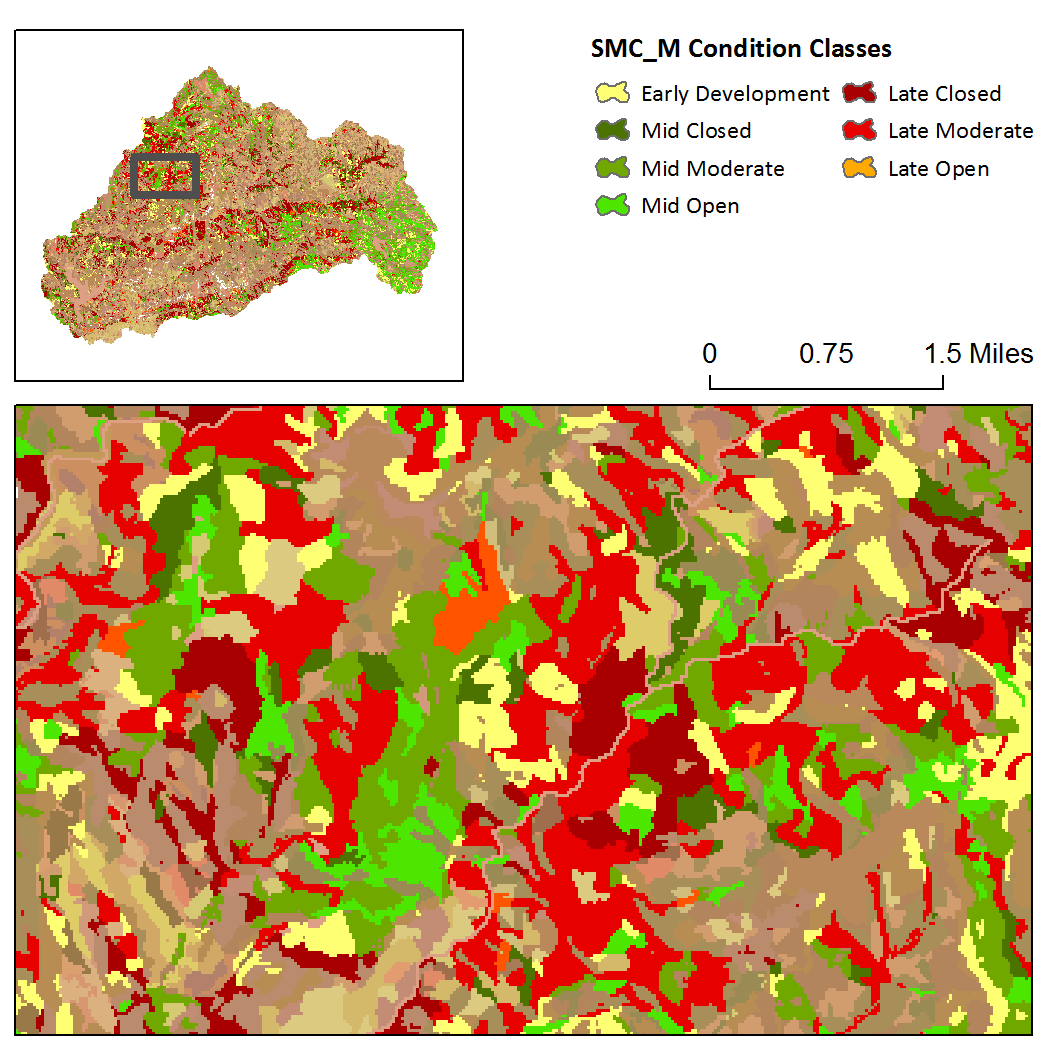 SMC_M Condition Classes
Early Development
Late Closed
Mid Closed
Late Moderate
Mid Moderate
Late Open
Mid Open
0 0.75 1.5 Miles